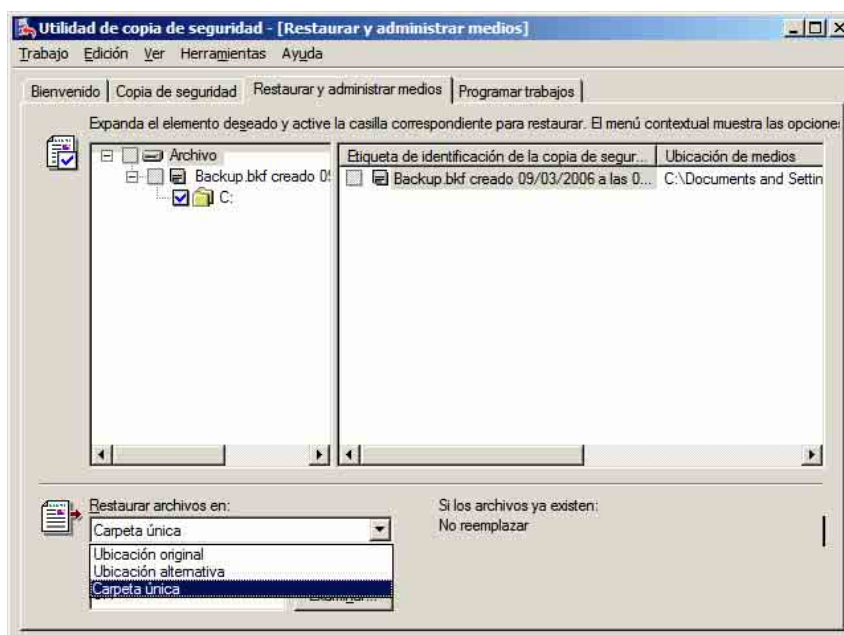 Utilidad de copia de seguridad - [Restaurar y administrar medios]
Trabajo Edición Ver Herramientas Ayuda
Bienvenido Copia de seguridad Restaurar y administrar medios Programar trabajos
Expanda el elemento deseado y active la casilla correspondiente para restaurar. El menú contextual muestra las opcione
Archivo
Backup.bkf creado 0
C:
Etiqueta de identificación de la copia de segur... Ubicación de medios
Backup.bkf creado 09/03/2006 a las 0... C:\Documents and Settin
Restaurar archivos en:
Carpeta única
Ubicación original
Ubicación alternativa
Carpeta única
Si los archivos ya existen:
No reemplazar